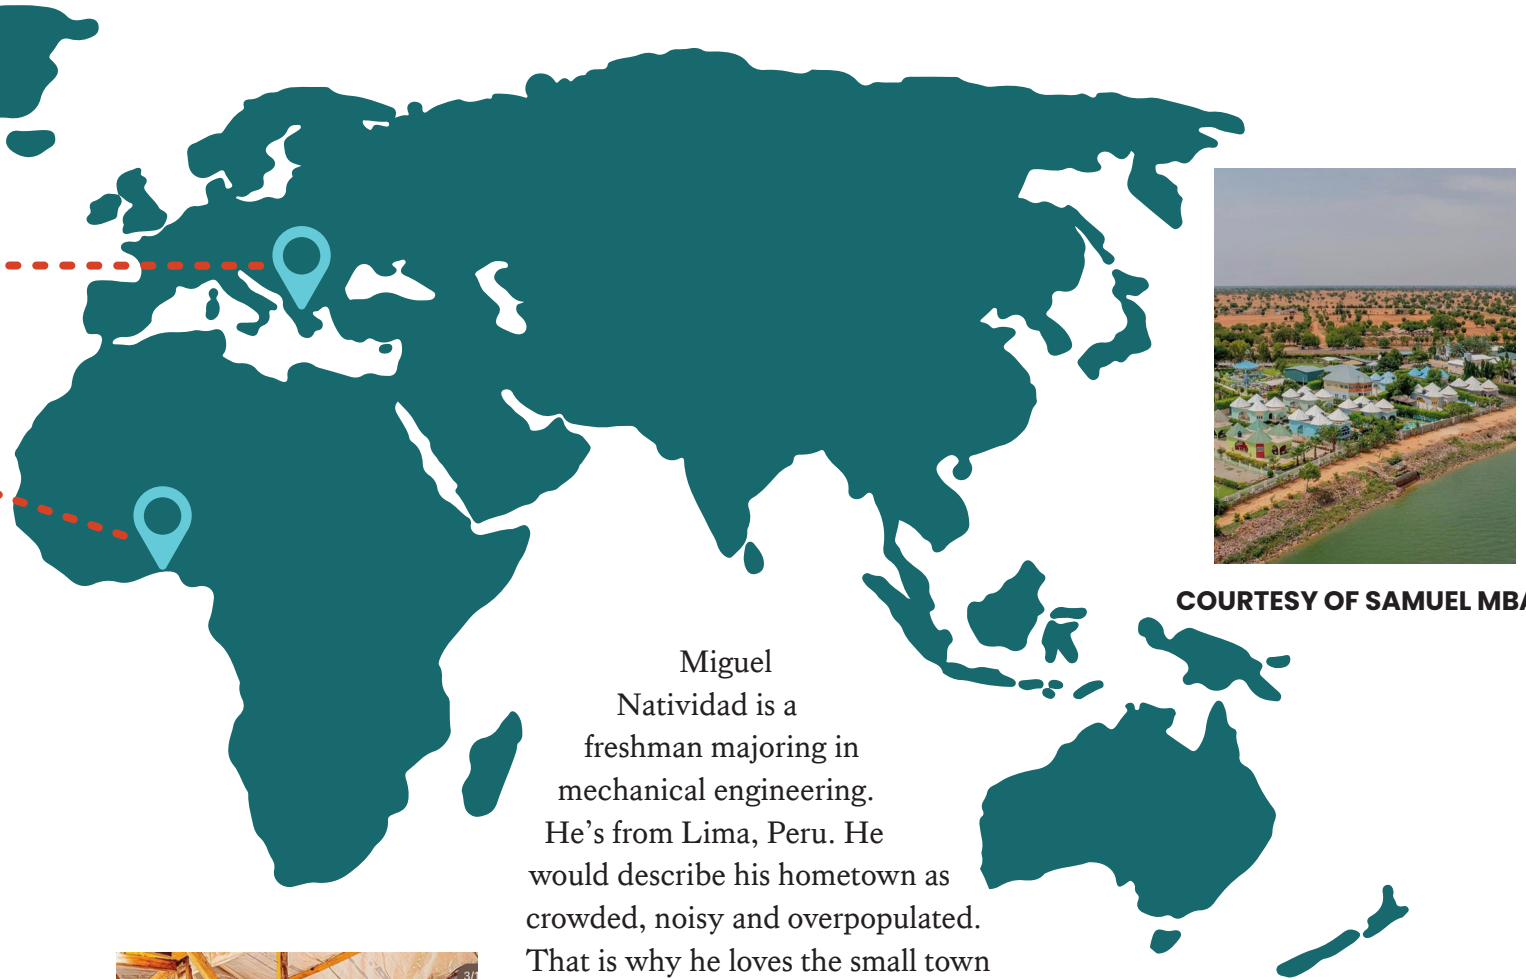 COURTESY OF SAMUEL
Miguel
Natividad is a
freshman majoring in
mechanical engineering.
He’s from Lima, Peru. He
would describe his hometown as
crowded, noisy and overpopulated.
That is why he loves the small town